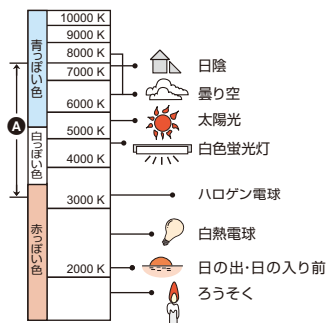 10000 K
9000 K
8000 K
7000 K
6000 K
5000 K
4000 K
3000 K
2000 K
青っぽい色
白っぽい色
赤っぽい色
A
日陰
曇り空
太陽光
白色蛍光灯
ハロゲン電球
白熱電球
日の出・日の入り前
ろうそく